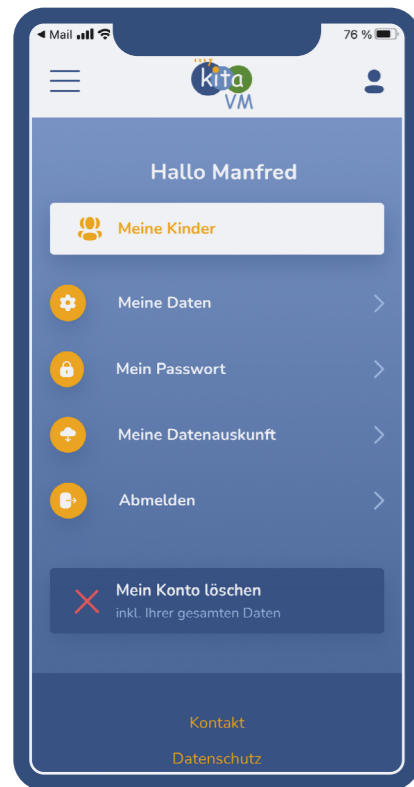 Mail
76 %
kita
VM
Hallo Manfred
Meine Kinder
Meine Daten
Mein Passwort
Meine Datenauskunft
Abmelden
Mein Konto löschen
inkl. Ihrer gesamten Daten
Kontakt
Datenschutz